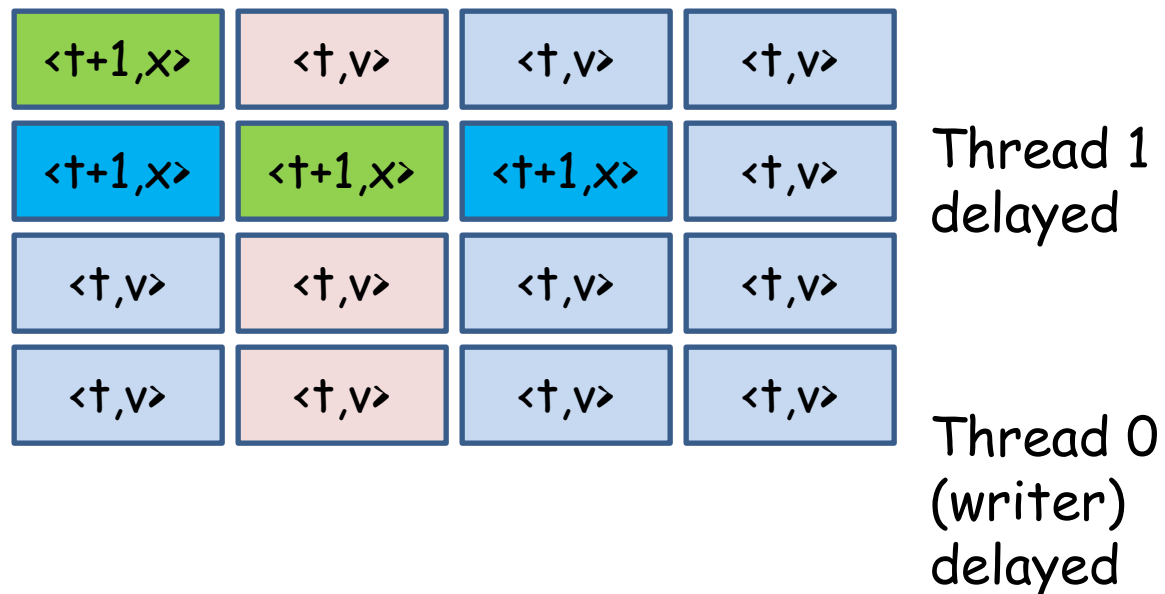 <t+1,x> <t,v> <t,v> <t,v>
<t+1,x> <t+1,x> <t+1,x> <t,v>
Thread 1
delayed
<t,v> <t,v> <t,v> <t,v>
<t,v> <t,v> <t,v> <t,v>
Thread 0
(writer)
delayed